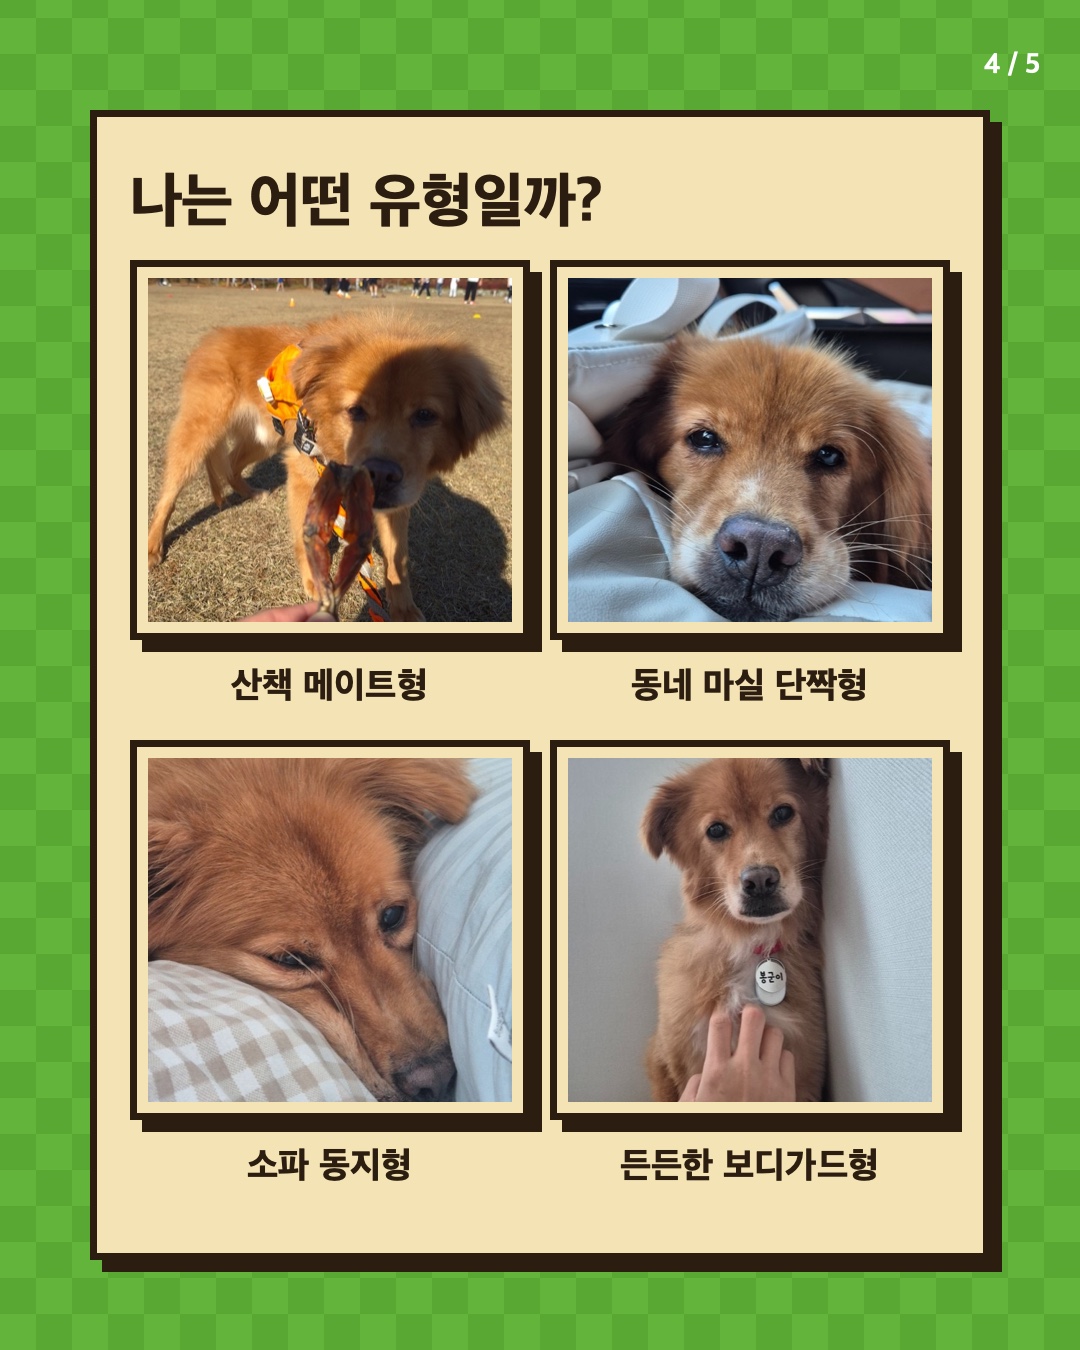 4 / 5
나는 어떤 유형일까?
산책 메이트형
동네 마실 단짝형
봉군이
소파 동지형
든든한 보디가드형